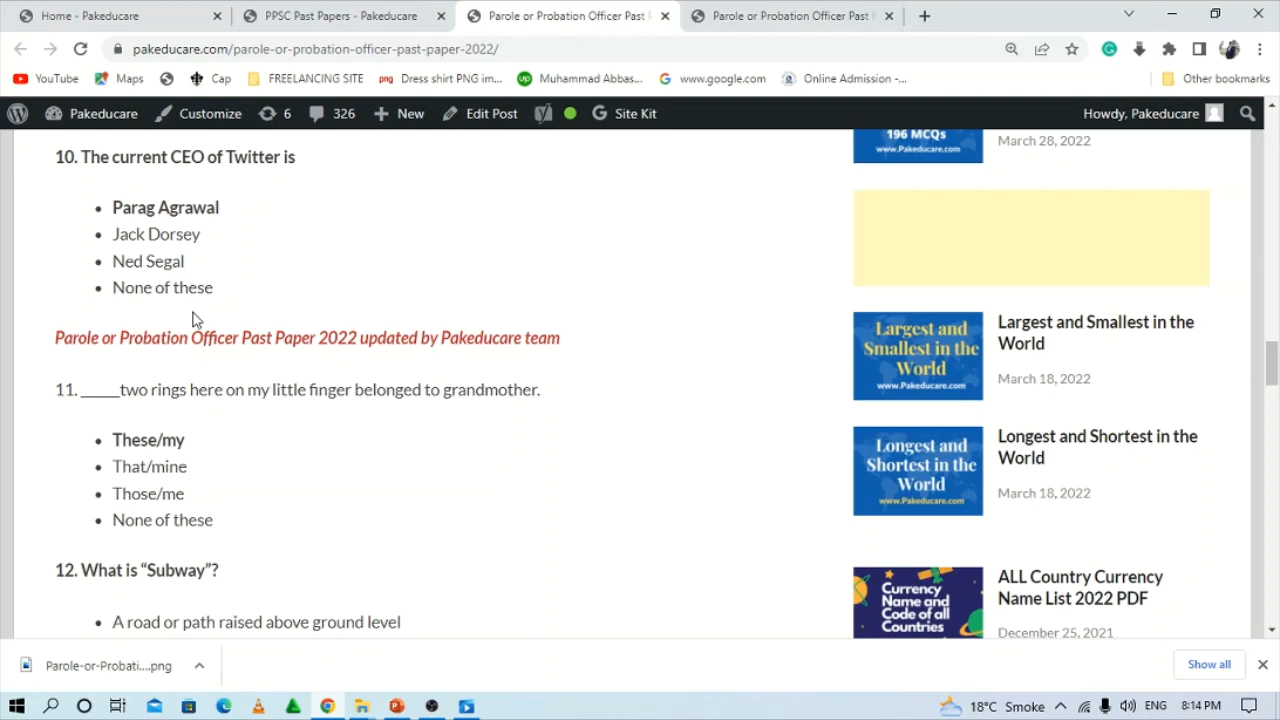 Home - Pakeducare
PPSC Past Papers - Pakeducare
Parole or Probation Officer Past
Parole or Probation Officer Past
pakeducare.com/parole-or-probation-officer-past-paper-2022/
YouTube
Maps
Cap
FREELANCING SITE
png
Dress shirt PNG im...
up
Muhammad Abbas...
G
www.google.com
Online Admission -...
Other bookmarks
Pakeducare
Customize
6
326
New
Edit Post
Site Kit
Howdy, Pakeducare
10. The current CEO of Twitter is
Parag Agrawal
Jack Dorsey
Ned Segal
None of these
Parole or Probation Officer Past Paper 2022 updated by Pakeducare team
11. _____two rings here on my little finger belonged to grandmother.
These/my
That/mine
Those/me
None of these
12. What is “Subway”?
A road or path raised above ground level
196 MCQs
www.Pakeducare.com
March 28, 2022
Largest and
Smallest in the
World
www.Pakeducare.com
Largest and Smallest in the
World
March 18, 2022
Longest and
Shortest in the
World
www.Pakeducare.com
Longest and Shortest in the
World
March 18, 2022
Currency
Name and
Code of all
Countries
ALL Country Currency
Name List 2022 PDF
December 25, 2021
Parole-or-Probati....png
Show all
18°C Smoke
ENG
8:14 PM